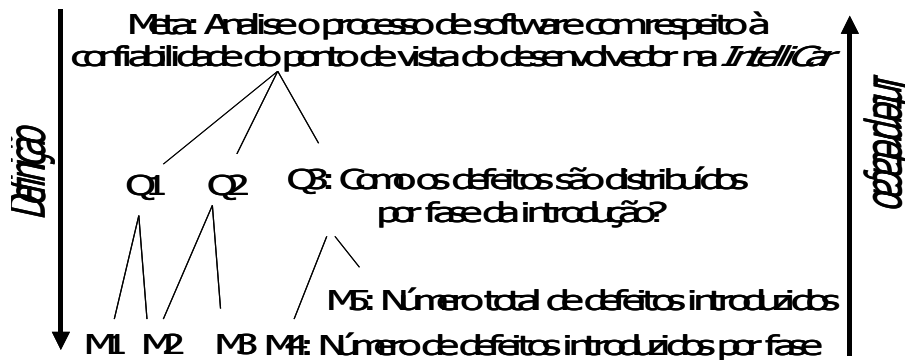 Meta: Analise o processo de software com respeito à
confiabilidade do ponto de vista do desenvolvedor na IntelliCar
Definição
Interpretação
Q1 Q2 Q3: Como os defeitos são distribuídos
por fase da introdução?
M5: Número total de defeitos introduzidos
M1 M2 M3 M4: Número de defeitos introduzidos por fase